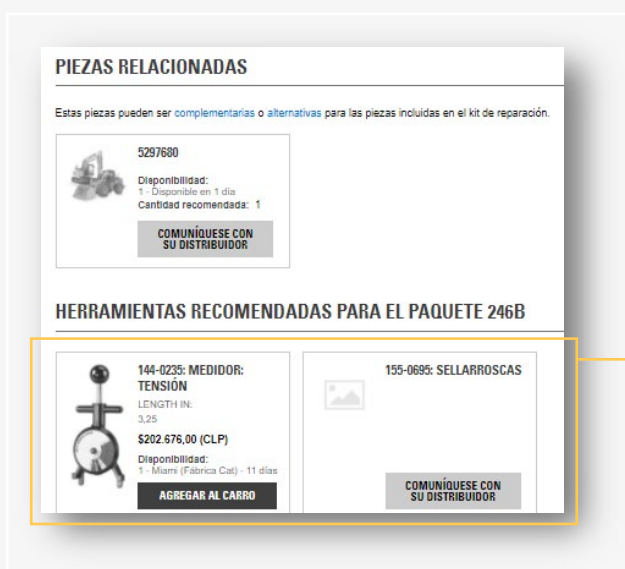 PIEZAS RELACIONADAS
Estas piezas pueden ser complementarias o alternativas para las piezas incluidas en el kit de reparación.
5297680
Disponibilidad:
1 - Disponible en 1 día
Cantidad recomendada: 1
COMUNÍQUESE CON
SU DISTRIBUIDOR
HERRAMIENTAS RECOMENDADAS PARA EL PAQUETE 246B
144-0235: MEDIDOR:
TENSIÓN
LENGTH IN:
3,25
$202.676,00 (CLP)
Disponibilidad:
1 - Miami (Fábrica Cat) - 11 días
AGREGAR AL CARRO
155-0695: SELLARROSCAS
COMUNÍQUESE CON
SU DISTRIBUIDOR